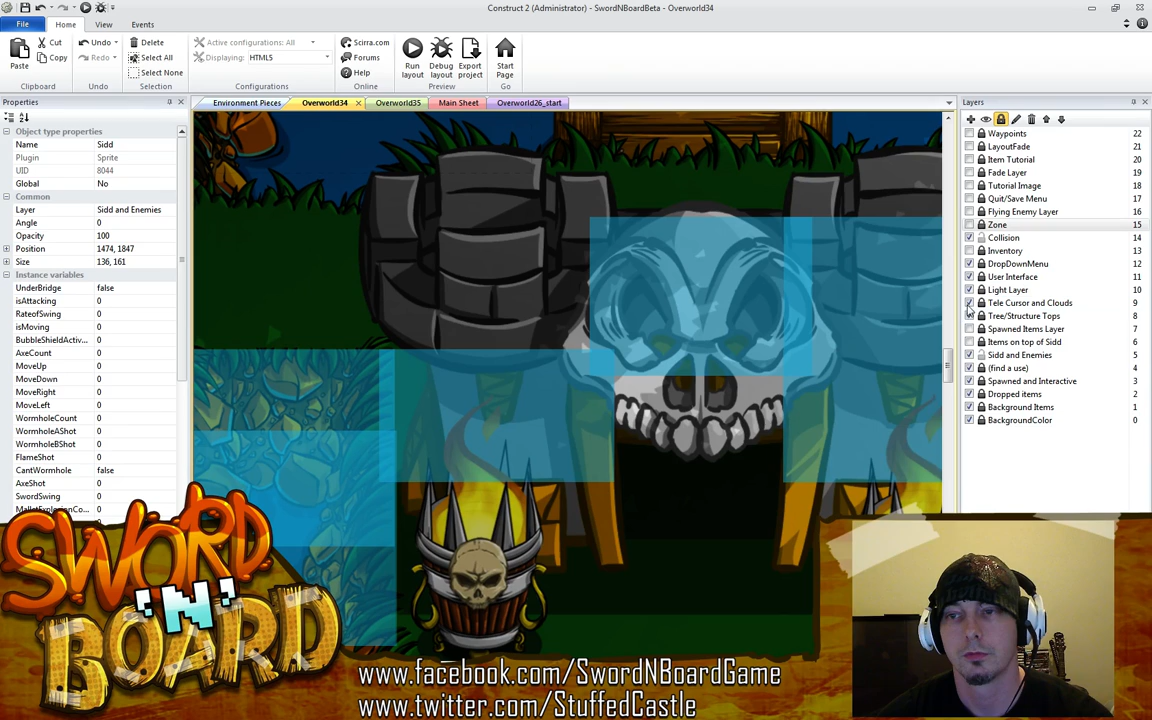 Construct 2 (Administrator) - SwordNBoardBeta - Overworld34
File
Home
View
Events
Paste
Cut
Copy
Clipboard
Undo
Redo
Undo
Delete
Select All
Select None
Selection
Active configurations: All
Displaying: HTML5
Configurations
Scirra.com
Forums
Help
Online
Run layout
Debug layout
Export project
Preview
Start Page
Go
Properties
Environment Pieces
Overworld34
Overworld35
Main Sheet
Overworld26_start
Layers
Object type properties
Name Sidd
Plugin Sprite
UID 8044
Global No
Common
Layer Sidd and Enemies
Angle 0
Opacity 100
Position 1474, 1847
Size 136, 161
Instance variables
UnderBridge false
isAttacking 0
RateofSwing 0
isMoving 0
BubbleShieldActiv... 0
AxeCount 0
MoveUp 0
MoveDown 0
MoveRight 0
MoveLeft 0
WormholeCount 0
WormholeAShot 0
WormholeBShot 0
FlameShot 0
CantWormhole false
AxeShot 0
SwordSwing 0
MalletExplosionCo... 0
Waypoints 22
LayoutFade 21
Item Tutorial 20
Fade Layer 19
Tutorial Image 18
Quit/Save Menu 17
Flying Enemy Layer 16
Zone 15
Collision 14
Inventory 13
DropDownMenu 12
User Interface 11
Light Layer 10
Tele Cursor and Clouds 9
Tree/Structure Tops 8
Spawned Items Layer 7
Items on top of Sidd 6
Sidd and Enemies 5
(find a use) 4
Spawned and Interactive 3
Dropped items 2
Background Items 1
BackgroundColor 0
SWORD
'N'
BOARD
www.facebook.com/SwordNBoardGame
www.twitter.com/StuffedCastle